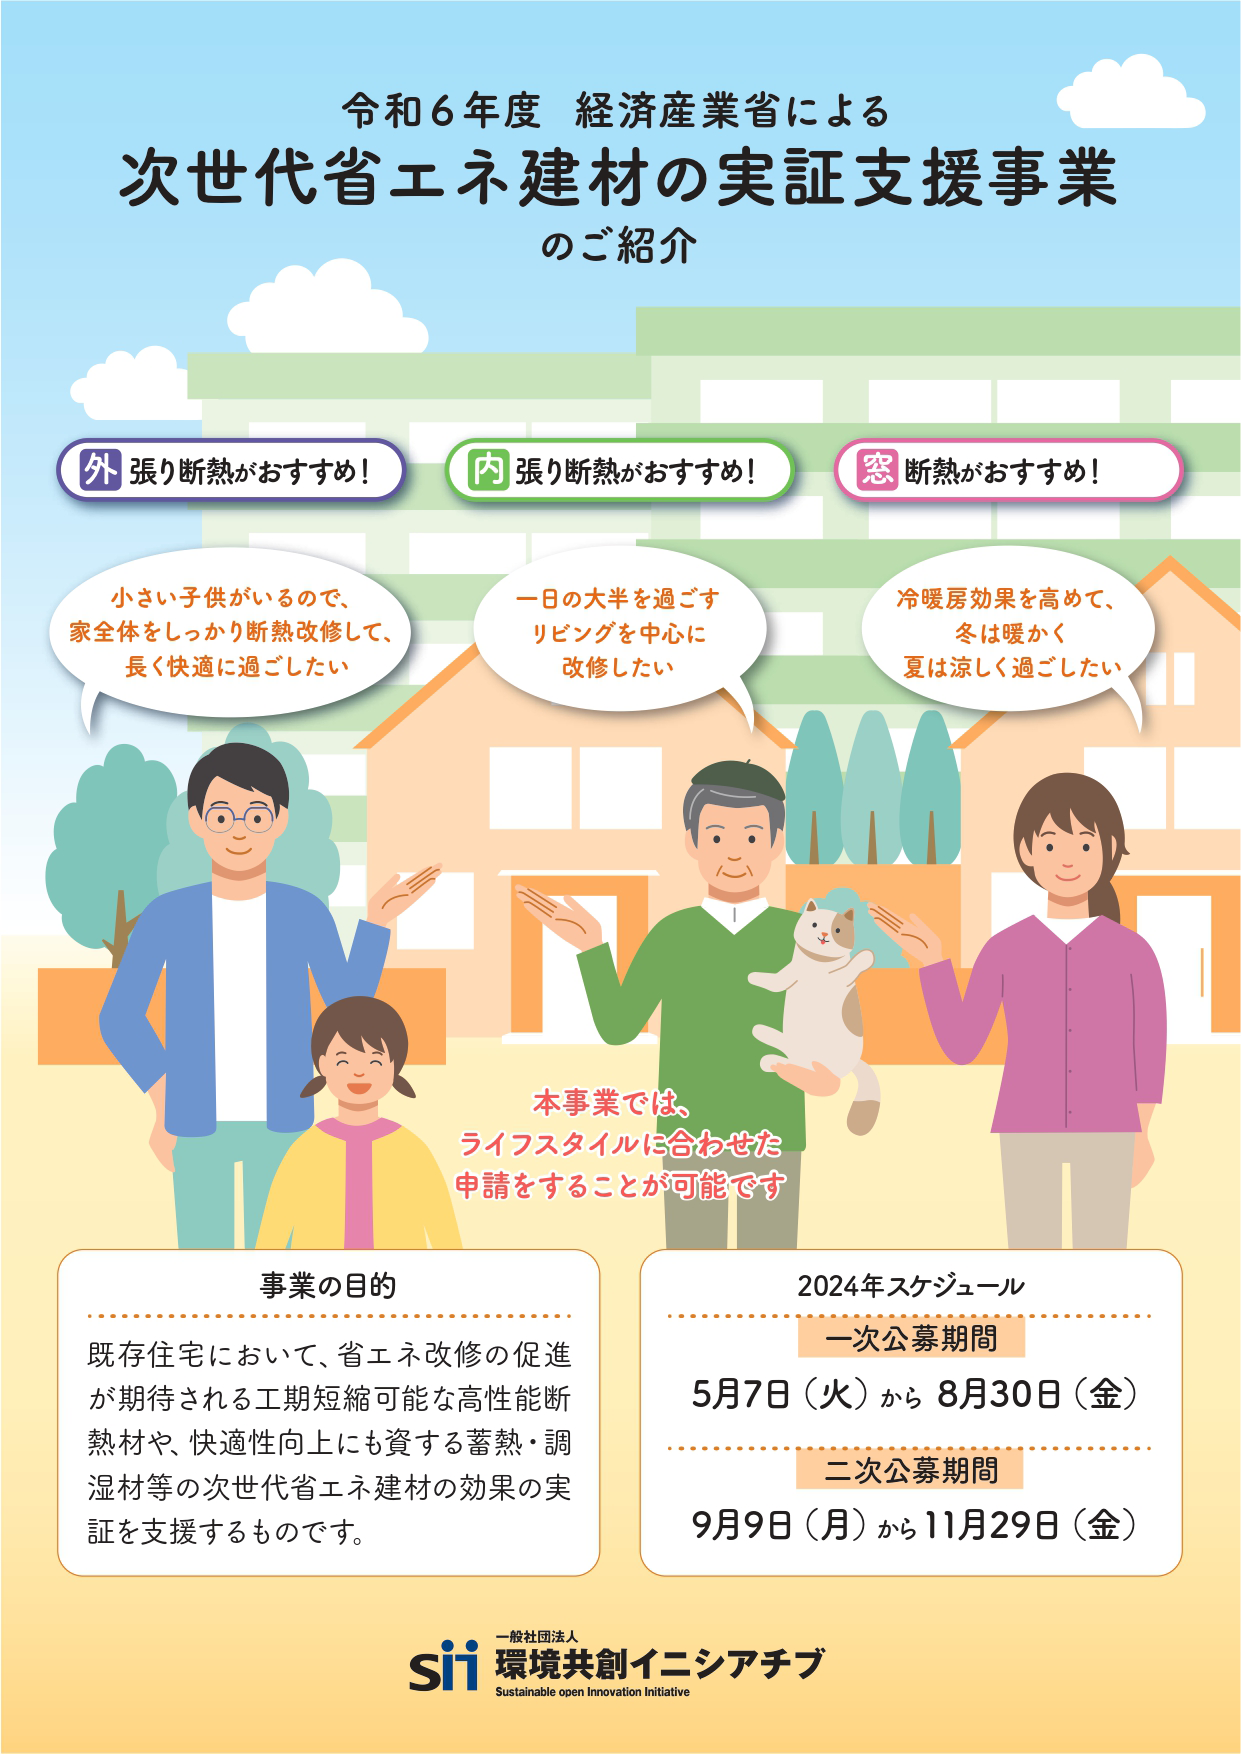 令和6年度 経済産業省による
次世代省エネ建材の実証支援事業
のご紹介
外 張り断熱がおすすめ!
内 張り断熱がおすすめ!
窓 断熱がおすすめ!
小さい子供がいるので、
家全体をしっかり断熱改修して、
長く快適に過ごしたい
一日の大半を過ごす
リビングを中心に
改修したい
冷暖房効果を高めて、
冬は暖かく
夏は涼しく過ごしたい
本事業では、
ライフスタイルに合わせた
申請をすることが可能です
事業の目的
既存住宅において、省エネ改修の促進
が期待される工期短縮可能な高性能断
熱材や、快適性向上にも資する蓄熱・調
湿材等の次世代省エネ建材の効果の実
証を支援するものです。
2024年スケジュール
一次公募期間
5月7日（火）から 8月30日（金）
二次公募期間
9月9日（月）から 11月29日（金）
sii
一般社団法人
環境共創イニシアチブ
Sustainable open Innovation Initiative